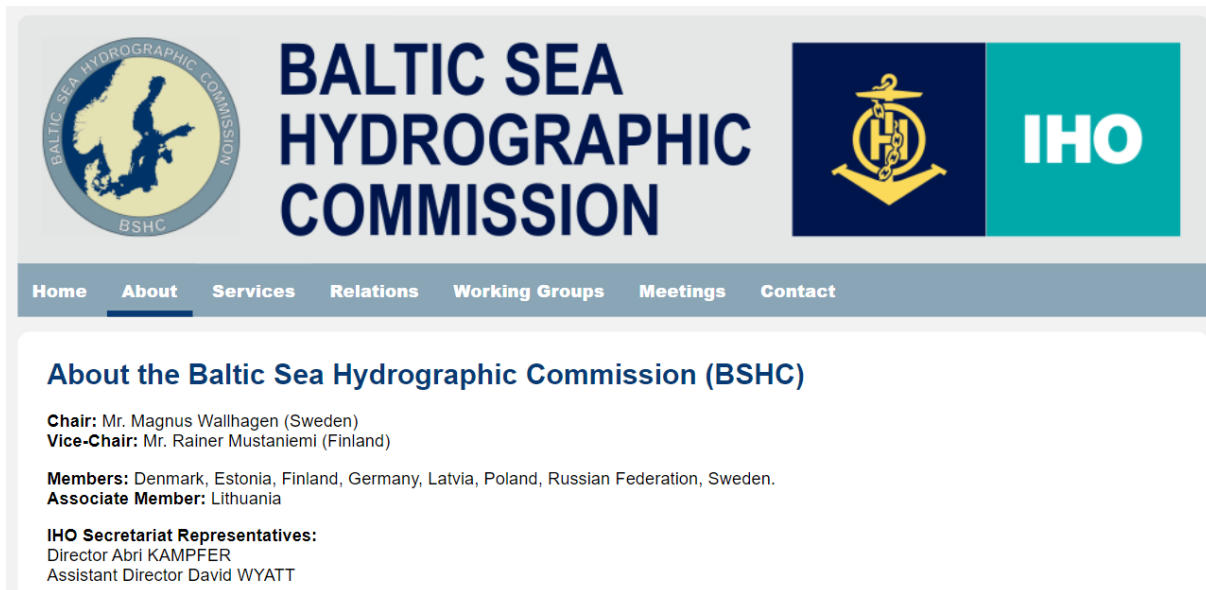 BALTIC SEA HYDROGRAPHIC COMMISSION
BSHC
BALTIC SEA
HYDROGRAPHIC
COMMISSION
H
IHO
Home About Services Relations Working Groups Meetings Contact
About the Baltic Sea Hydrographic Commission (BSHC)
Chair: Mr. Magnus Wallhagen (Sweden)
Vice-Chair: Mr. Rainer Mustaniemi (Finland)
Members: Denmark, Estonia, Finland, Germany, Latvia, Poland, Russian Federation, Sweden.
Associate Member: Lithuania
IHO Secretariat Representatives:
Director Abri KAMPFER
Assistant Director David WYATT